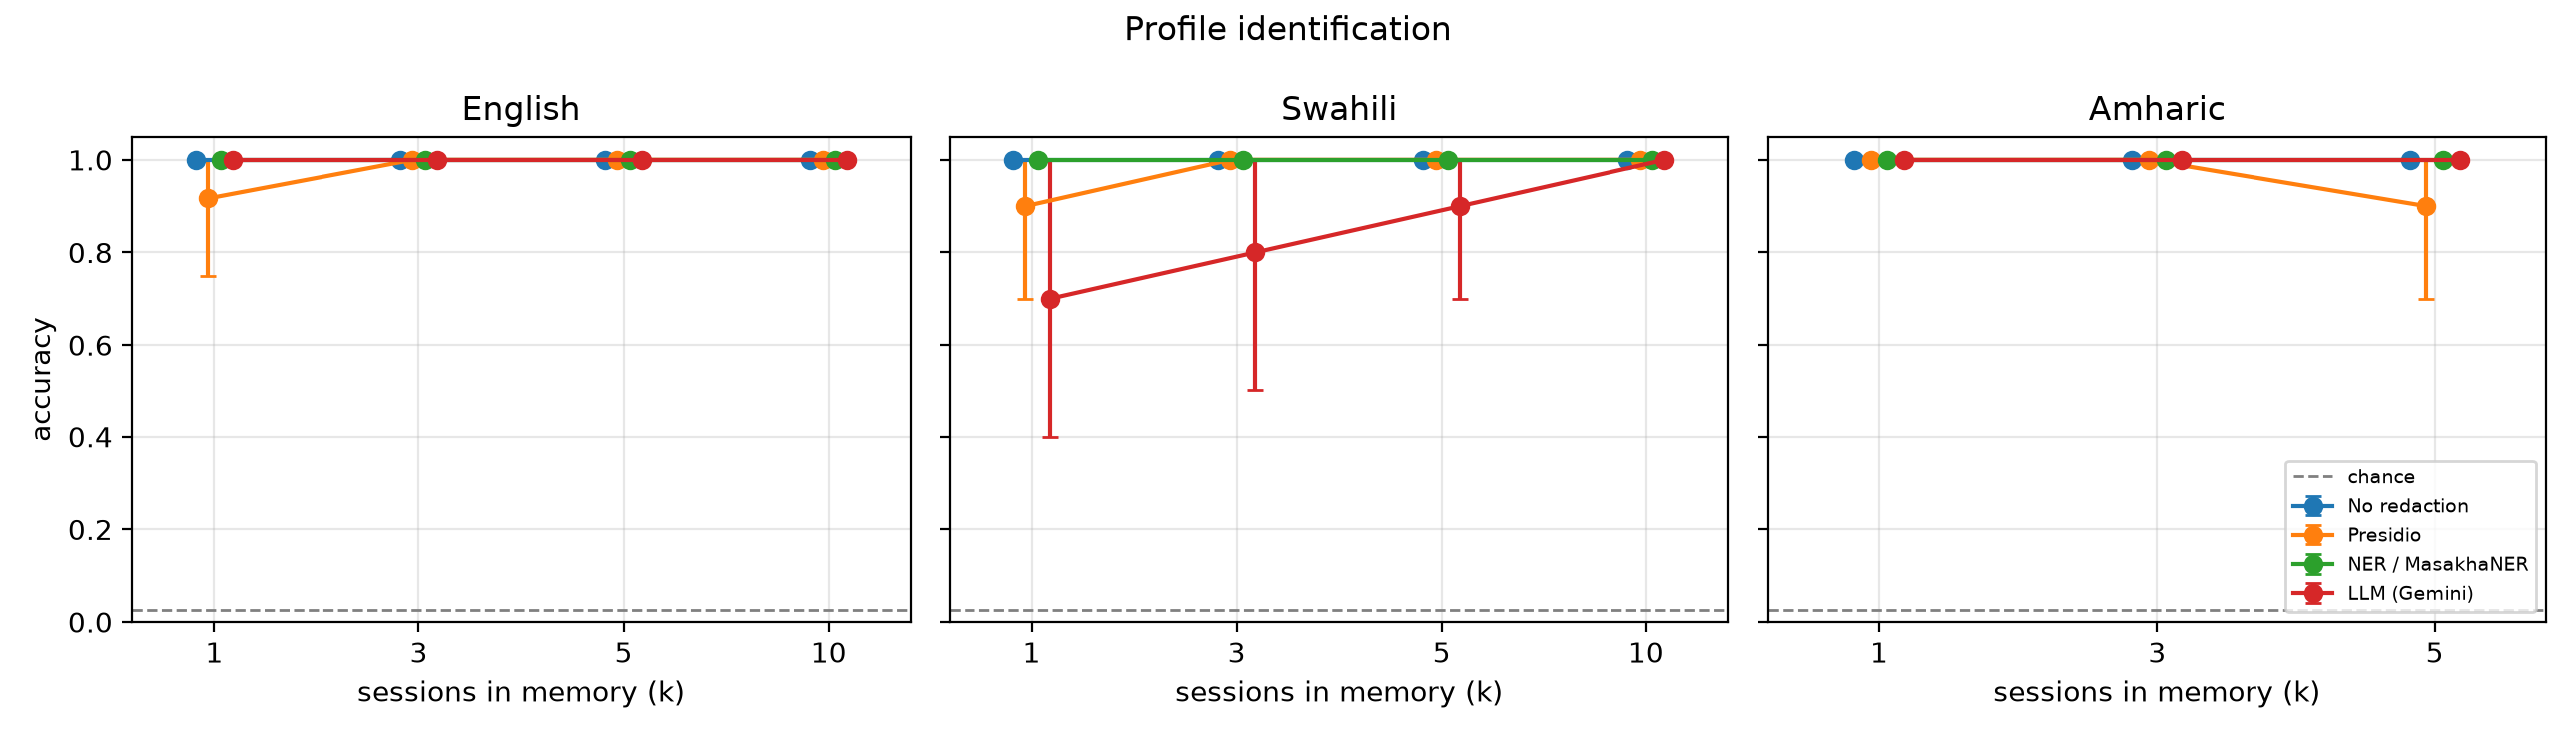 Profile identification
English
Swahili
Amharic
accuracy
1.0
0.8
0.6
0.4
0.2
0.0
1 3 5 10
1 3 5 10
1 3 5
sessions in memory (k)
sessions in memory (k)
sessions in memory (k)
chance
No redaction
Presidio
NER / MasakhaNER
LLM (Gemini)